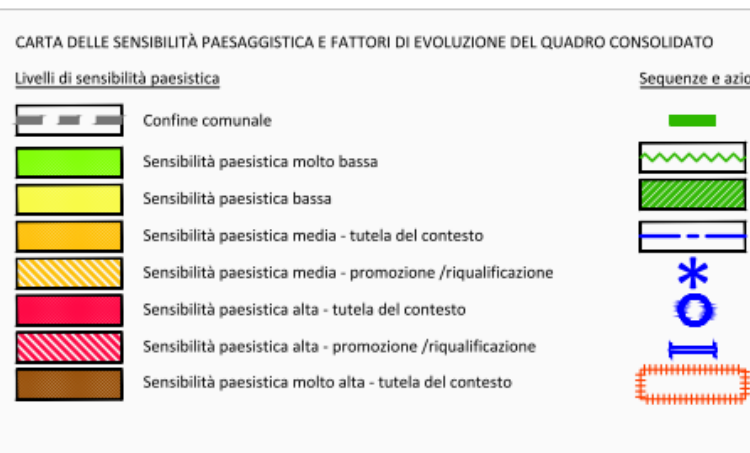 CARTA DELLE SENSIBILITÀ PAESAGGISTICA E FATTORI DI EVOLUZIONE DEL QUADRO CONSOLIDATO
Livelli di sensibilità paesistica
Confine comunale
Sensibilità paesistica molto bassa
Sensibilità paesistica bassa
Sensibilità paesistica media - tutela del contesto
Sensibilità paesistica media - promozione /riqualificazione
Sensibilità paesistica alta - tutela del contesto
Sensibilità paesistica alta - promozione /riqualificazione
Sensibilità paesistica molto alta - tutela del contesto
Sequenze e